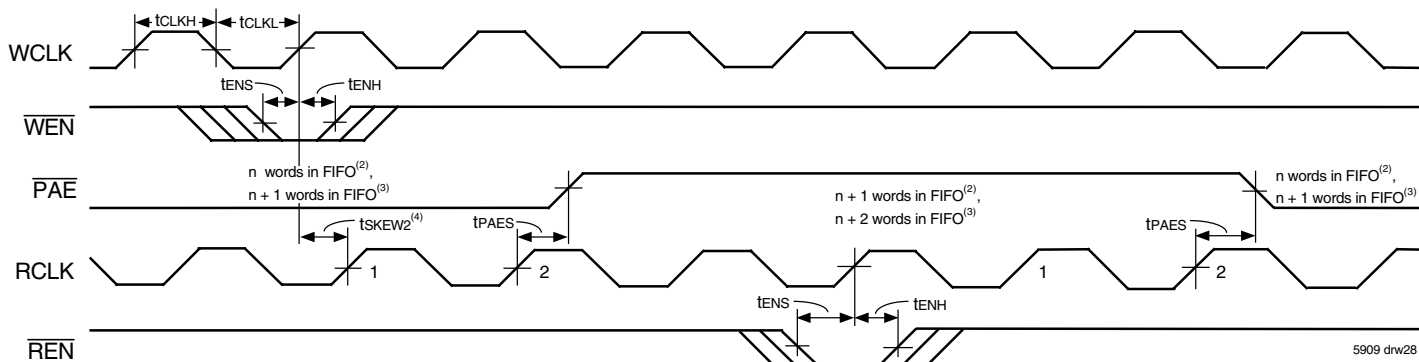 tCLKH
tCLKL
WCLK
tENS
tENH
WEN
n words in FIFO(2),
n + 1 words in FIFO(3)
PAE
n + 1 words in FIFO(2),
n + 2 words in FIFO(3)
n words in FIFO(2),
n + 1 words in FIFO(3)
tSKEW2(4)
tPAES
tPAES
RCLK
1
2
1
2
tENS
tENH
REN
5909 drw28